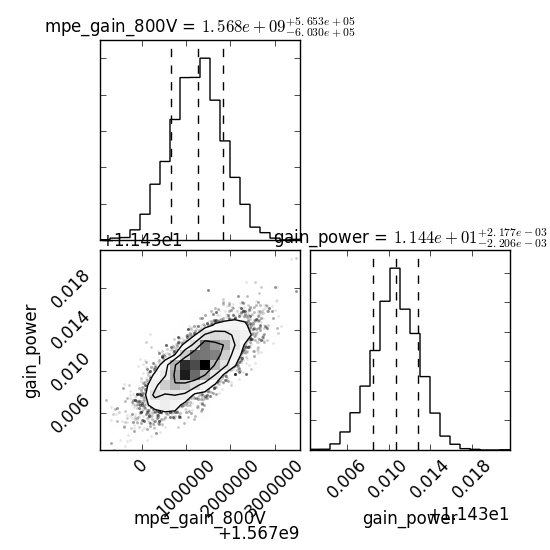 mpe_gain_800V = 1.568e + 09 +5.653e+05 −6.030e+05
+1.143e1
gain_power = 1.144e + 01 +2.177e−03 −2.206e−03
0.018
0.014
0.010
0.006
gain_power
0 1000000 2000000 3000000
mpe_gain_800V
+1.567e9
0.006 0.010 0.014 0.018
gain_power
+1.143e1